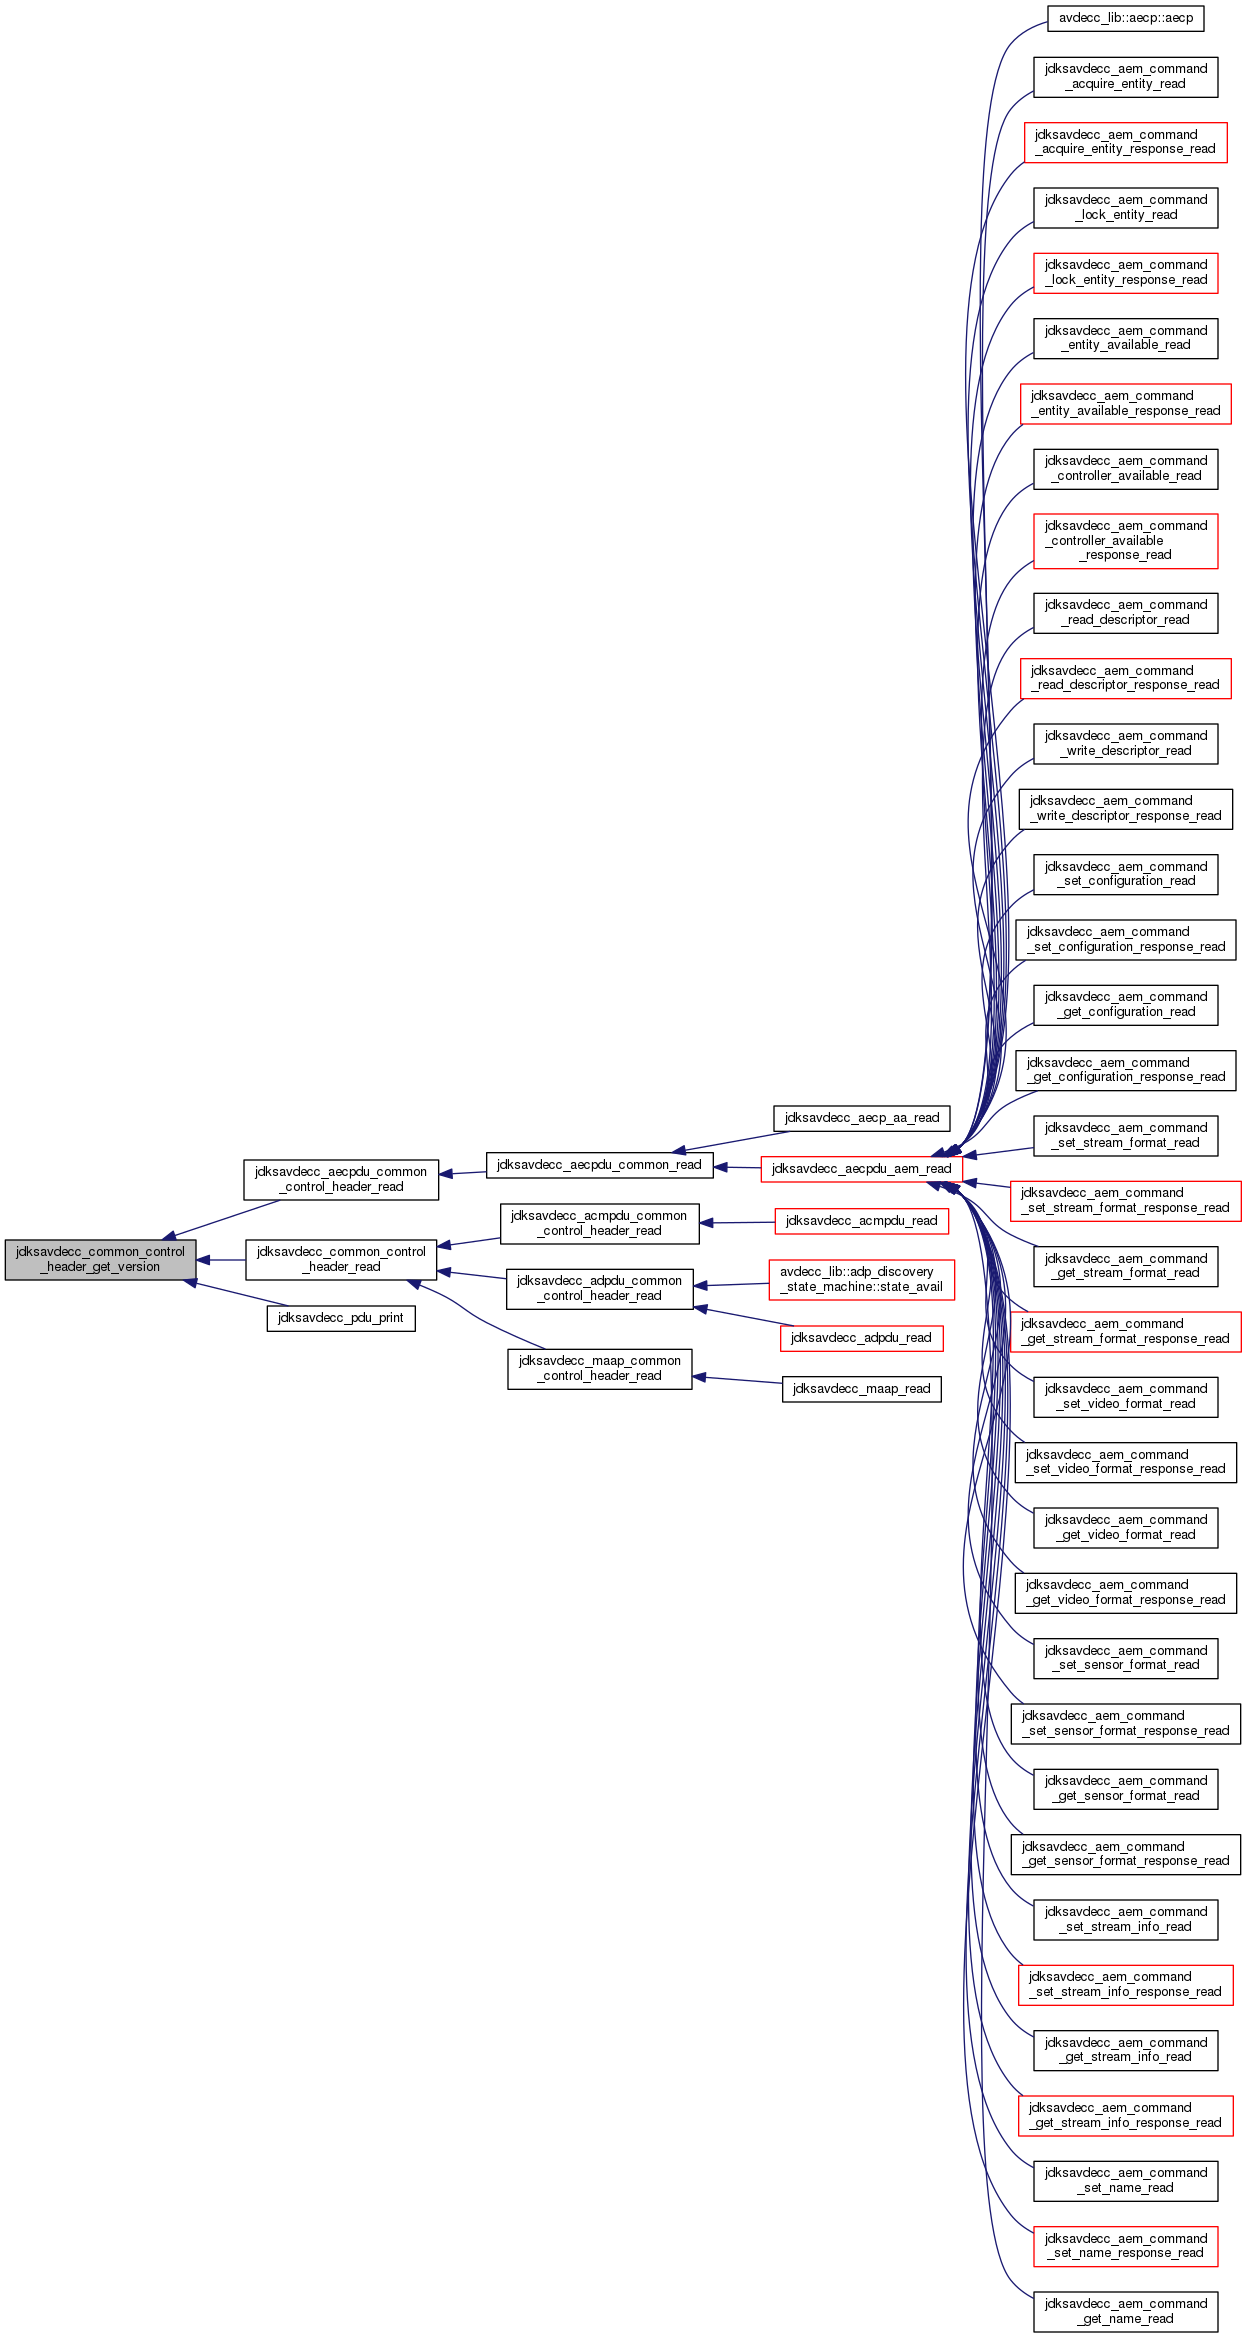 avdecc_lib::aecp::aecp
jdksavdecc_aem_command
_acquire_entity_read
jdksavdecc_aem_command
_acquire_entity_response_read
jdksavdecc_aem_command
_lock_entity_read
jdksavdecc_aem_command
_lock_entity_response_read
jdksavdecc_aem_command
_entity_available_read
jdksavdecc_aem_command
_entity_available_response_read
jdksavdecc_aem_command
_controller_available_read
jdksavdecc_aem_command
_controller_available
_response_read
jdksavdecc_aem_command
_read_descriptor_read
jdksavdecc_aem_command
_read_descriptor_response_read
jdksavdecc_aem_command
_write_descriptor_read
jdksavdecc_aem_command
_write_descriptor_response_read
jdksavdecc_aem_command
_set_configuration_read
jdksavdecc_aem_command
_set_configuration_response_read
jdksavdecc_aem_command
_get_configuration_read
jdksavdecc_aem_command
_get_configuration_response_read
jdksavdecc_aecp_aa_read
jdksavdecc_aecpdu_common
_control_header_read
jdksavdecc_aecpdu_common_read
jdksavdecc_aecpdu_aem_read
jdksavdecc_aem_command
_set_stream_format_read
jdksavdecc_aem_command
_set_stream_format_response_read
jdksavdecc_common_control
_header_get_version
jdksavdecc_common_control
_header_read
jdksavdecc_acmpdu_common
_control_header_read
jdksavdecc_acmpdu_read
jdksavdecc_adpdu_common
_control_header_read
avdecc_lib::adp_discovery
_state_machine::state_avail
jdksavdecc_pdu_print
jdksavdecc_adpdu_read
jdksavdecc_maap_common
_control_header_read
jdksavdecc_maap_read
jdksavdecc_aem_command
_get_stream_format_read
jdksavdecc_aem_command
_get_stream_format_response_read
jdksavdecc_aem_command
_set_video_format_read
jdksavdecc_aem_command
_set_video_format_response_read
jdksavdecc_aem_command
_get_video_format_read
jdksavdecc_aem_command
_get_video_format_response_read
jdksavdecc_aem_command
_set_sensor_format_read
jdksavdecc_aem_command
_set_sensor_format_response_read
jdksavdecc_aem_command
_get_sensor_format_read
jdksavdecc_aem_command
_get_sensor_format_response_read
jdksavdecc_aem_command
_set_stream_info_read
jdksavdecc_aem_command
_set_stream_info_response_read
jdksavdecc_aem_command
_get_stream_info_read
jdksavdecc_aem_command
_get_stream_info_response_read
jdksavdecc_aem_command
_set_name_read
jdksavdecc_aem_command
_set_name_response_read
jdksavdecc_aem_command
_get_name_read